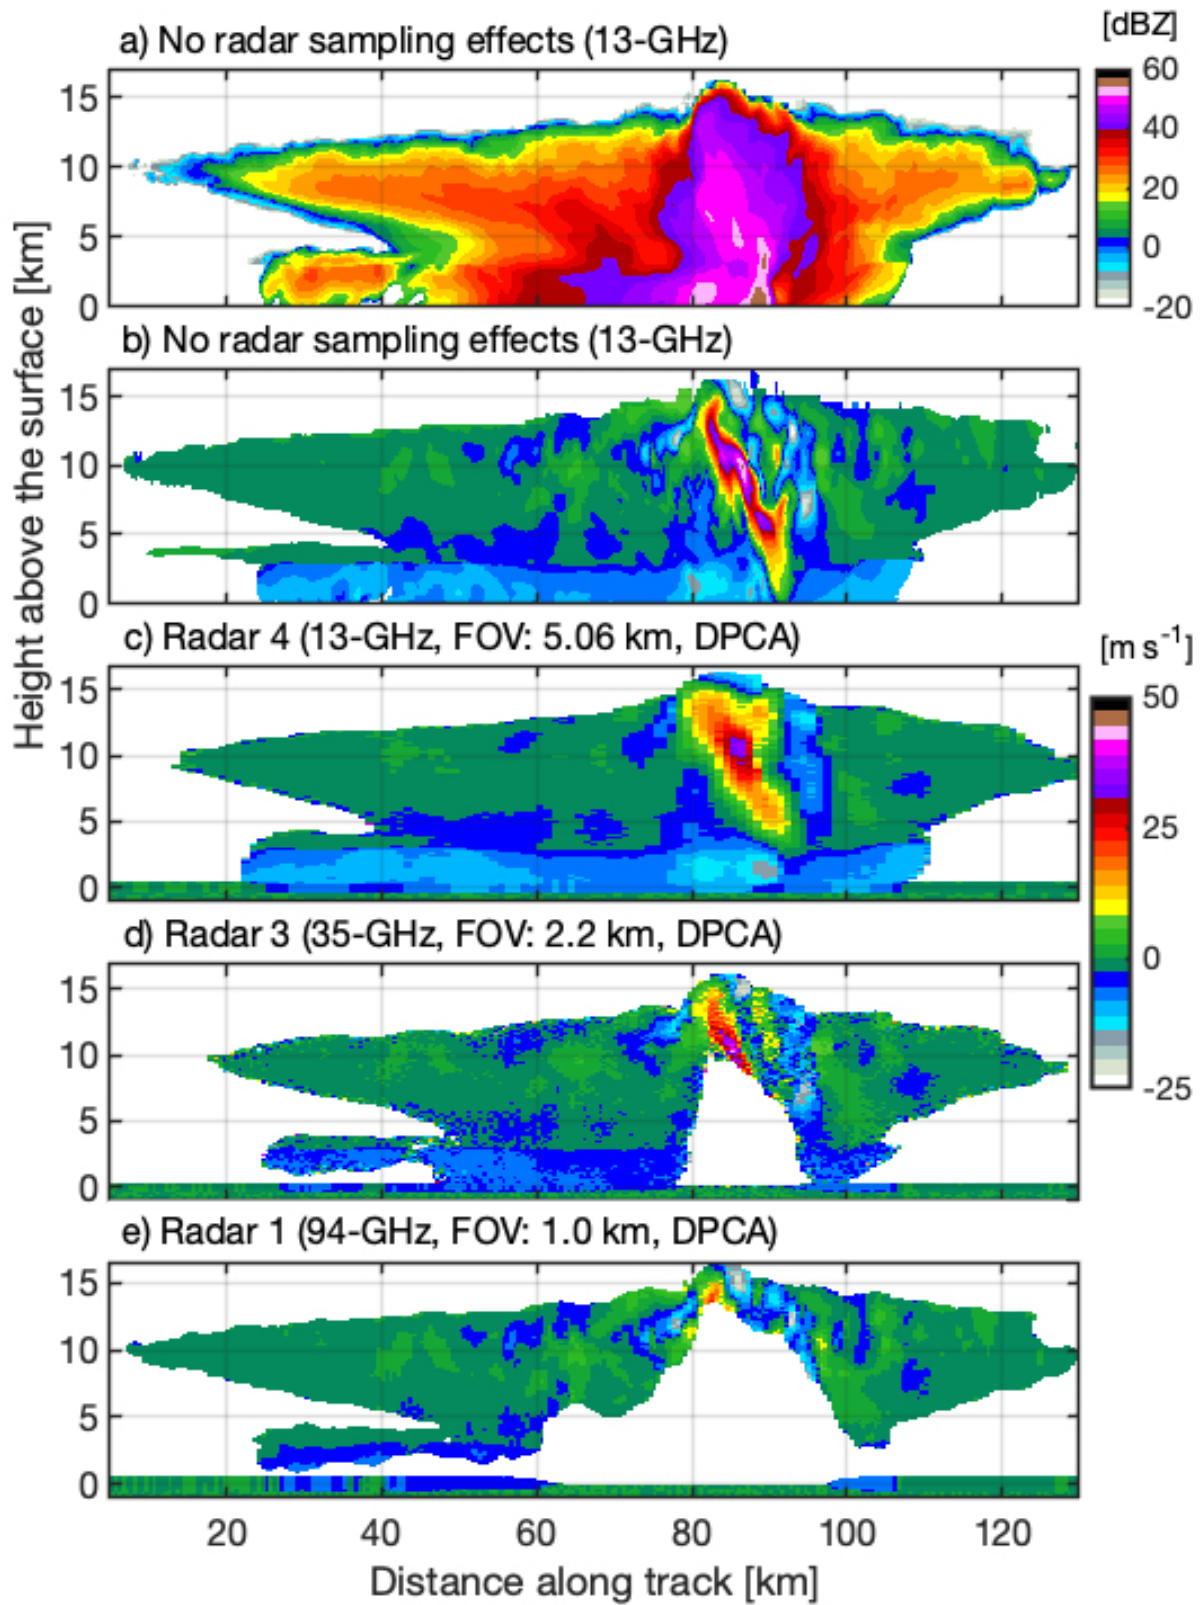 a) No radar sampling effects (13-GHz)
[dBZ]
15
10
5
0
60
40
20
0
-20
b) No radar sampling effects (13-GHz)
15
10
5
0
Height above the surface [km]
c) Radar 4 (13-GHz, FOV: 5.06 km, DPCA)
[m s⁻¹]
15
10
5
0
50
25
0
-25
d) Radar 3 (35-GHz, FOV: 2.2 km, DPCA)
15
10
5
0
e) Radar 1 (94-GHz, FOV: 1.0 km, DPCA)
15
10
5
0
20 40 60 80 100 120
Distance along track [km]